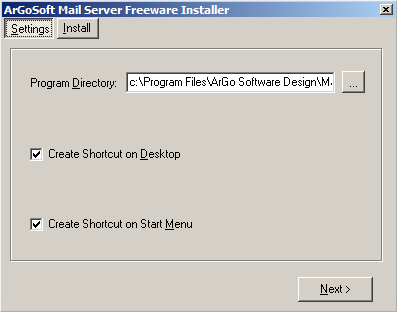 ArGoSoft Mail Server Freeware Installer
Settings Install
Program Directory: c:\Program Files\ArGo Software Design\Ma ...
Create Shortcut on Desktop
Create Shortcut on Start Menu
Next >